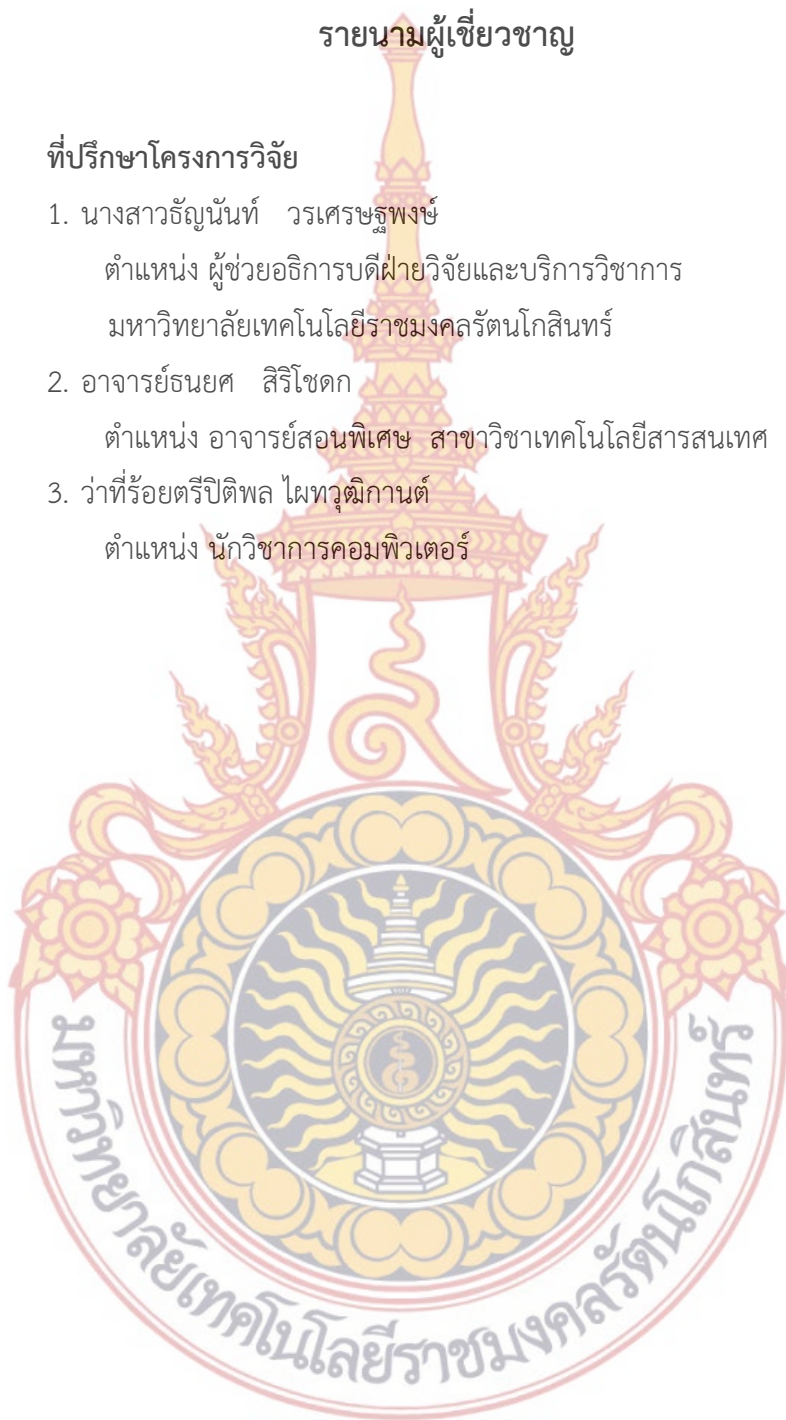 รายนามผู้เชี่ยวชาญ
ที่ปรึกษาโครงการวิจัย
1. นางสาวธัญนันท์ วรเศรษฐพงษ์
ตำแหน่ง ผู้ช่วยอธิการบดีฝ่ายวิจัยและบริการวิชาการ
มหาวิทยาลัยเทคโนโลยีราชมงคลรัตนโกสินทร์
2. อาจารย์ธนยศ สิริโชดก
ตำแหน่ง อาจารย์สอนพิเศษ สาขาวิชาเทคโนโลยีสารสนเทศ
3. ว่าที่ร้อยตรีปิติพล ไผทวุฒิกานต์
ตำแหน่ง นักวิชาการคอมพิวเตอร์
มหาวิทยาลัยเทคโนโลยีราชมงคลรัตนโกสินทร์